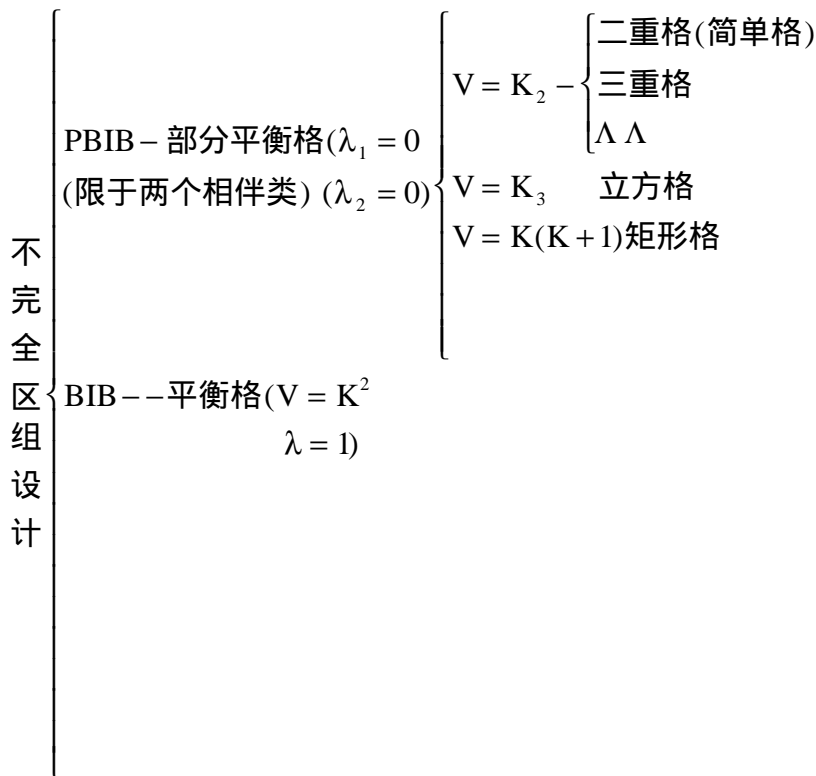 不完全区组设计
PBIB – 部分平衡格(λ₁ = 0
(限于两个相伴类) (λ₂ = 0)
V = K₂ –
二重格(简单格)
三重格
Λ Λ
V = K₃ 立方格
V = K(K + 1)矩形格
BIB – –平衡格(V = K²
λ = 1)